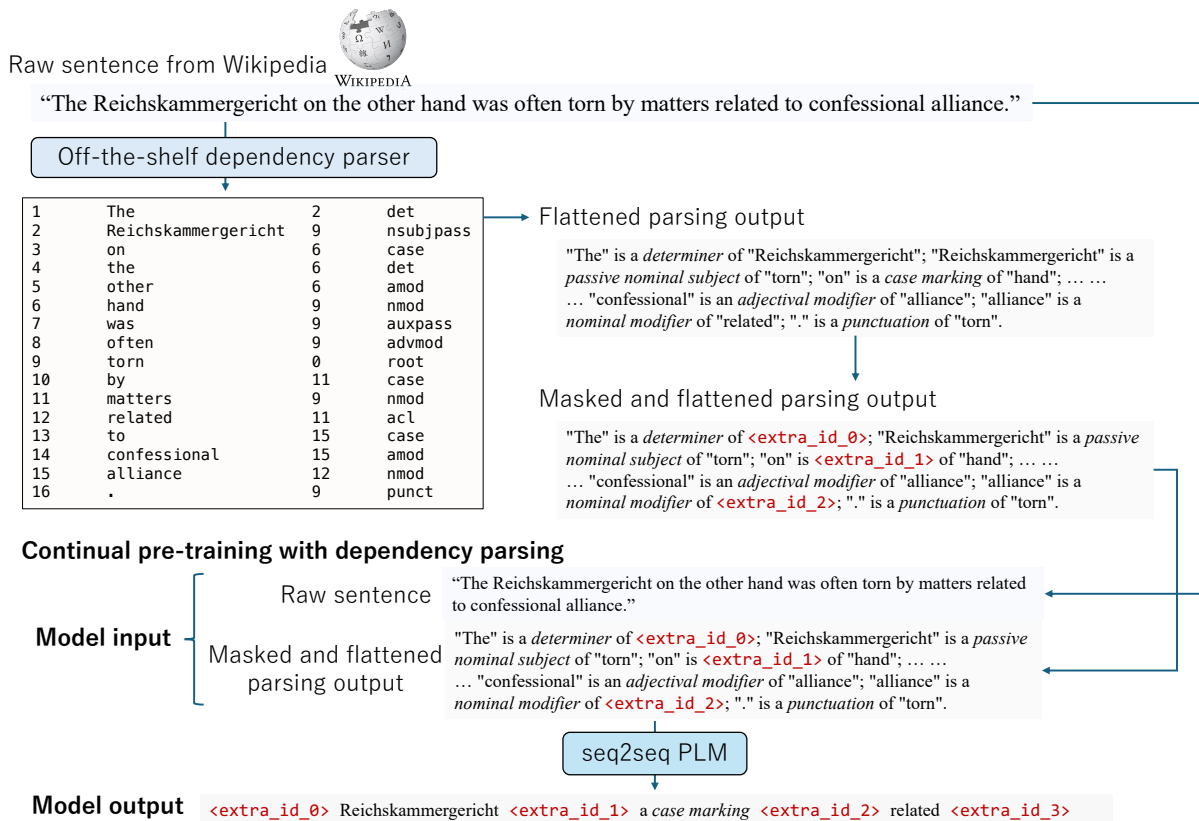 Raw sentence from Wikipedia
WIKIPEDIA
“The Reichskammergericht on the other hand was often torn by matters related to confessional alliance.”
Off-the-shelf dependency parser
1 The 2 det
2 Reichskammergericht 9 nsubjpass
3 on 6 case
4 the 6 det
5 other 6 amod
6 hand 9 nmod
7 was 9 auxpass
8 often 9 advmod
9 torn 0 root
10 by 11 case
11 matters 9 nmod
12 related 11 acl
13 to 15 case
14 confessional 15 amod
15 alliance 12 nmod
16 . 9 punct
Flattened parsing output
"The" is a determiner of "Reichskammergericht"; "Reichskammergericht" is a
passive nominal subject of "torn"; "on" is a case marking of "hand"; … …
… "confessional" is an adjectival modifier of "alliance"; "alliance" is a
nominal modifier of "related"; "." is a punctuation of "torn".
Masked and flattened parsing output
"The" is a determiner of <extra_id_0>; "Reichskammergericht" is a passive
nominal subject of "torn"; "on" is <extra_id_1> of "hand"; … …
… "confessional" is an adjectival modifier of "alliance"; "alliance" is a
nominal modifier of <extra_id_2>; "." is a punctuation of "torn".
Continual pre-training with dependency parsing
Model input
Raw sentence
“The Reichskammergericht on the other hand was often torn by matters related
to confessional alliance.”
Masked and flattened
parsing output
"The" is a determiner of <extra_id_0>; "Reichskammergericht" is a passive
nominal subject of "torn"; "on" is <extra_id_1> of "hand"; … …
… "confessional" is an adjectival modifier of "alliance"; "alliance" is a
nominal modifier of <extra_id_2>; "." is a punctuation of "torn".
seq2seq PLM
Model output <extra_id_0> Reichskammergericht <extra_id_1> a case marking <extra_id_2> related <extra_id_3>